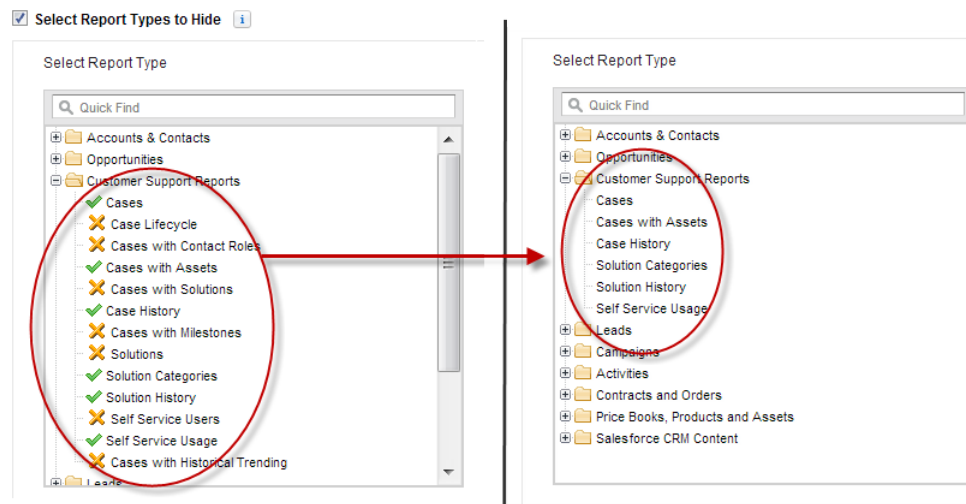 Select Report Types to Hide
Select Report Type
Quick Find
Accounts & Contacts
Opportunities
Customer Support Reports
Cases
Case Lifecycle
Cases with Contact Roles
Cases with Assets
Cases with Solutions
Case History
Cases with Milestones
Solutions
Solution Categories
Solution History
Self Service Users
Self Service Usage
Cases with Historical Trending
Leads
Select Report Type
Quick Find
Accounts & Contacts
Opportunities
Customer Support Reports
Cases
Cases with Assets
Case History
Solution Categories
Solution History
Self Service Usage
Leads
Campaigns
Activities
Contracts and Orders
Price Books, Products and Assets
Salesforce CRM Content